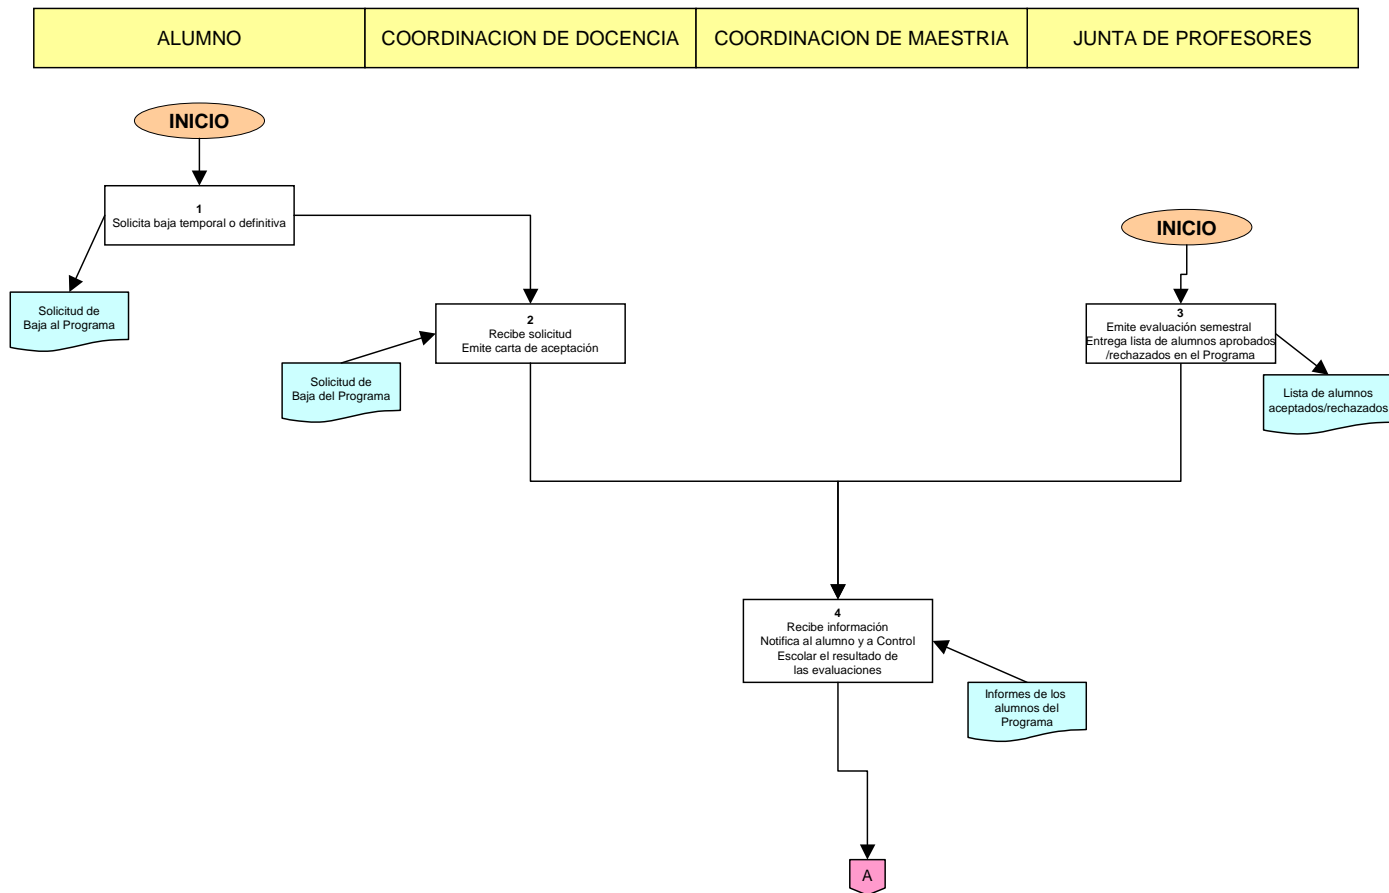 ALUMNO
COORDINACION DE DOCENCIA
COORDINACION DE MAESTRIA
JUNTA DE PROFESORES
INICIO
1
Solicita baja temporal o definitiva
INICIO
Solicitud de
Baja al Programa
2
Recibe solicitud
Emite carta de aceptación
3
Emite evaluación semestral
Entrega lista de alumnos aprobados
/rechazados en el Programa
Solicitud de
Baja del Programa
Lista de alumnos
aceptados/rechazados
4
Recibe información
Notifica al alumno y a Control
Escolar el resultado de
las evaluaciones
Informes de los
alumnos del
Programa
A